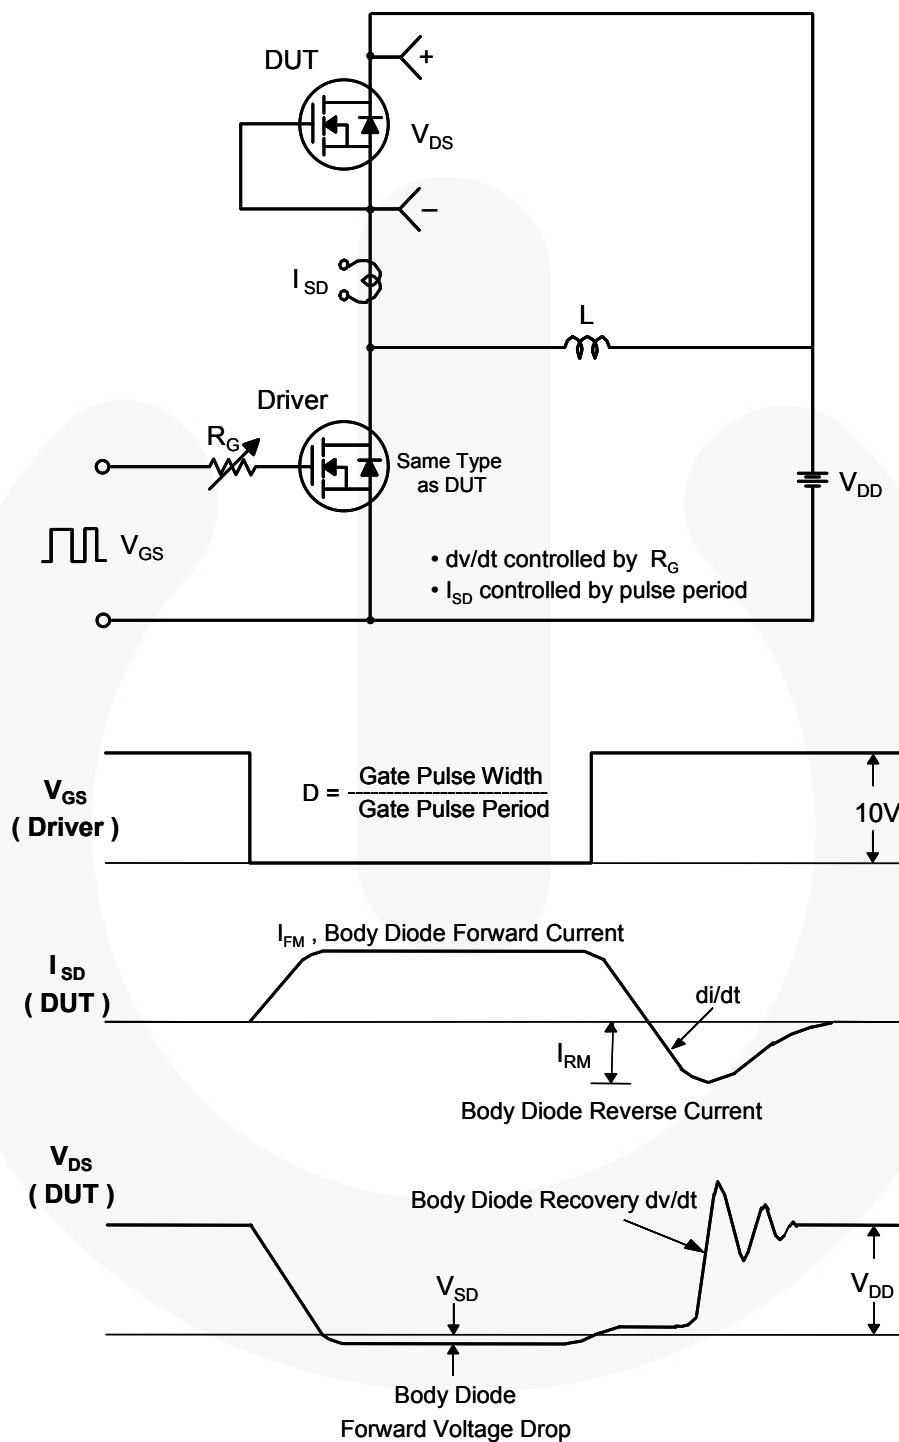 DUT
+
V_DS
−
I_SD
L
Driver
R_G
Same Type
as DUT
V_DD
V_GS
• dv/dt controlled by R_G
• I_SD controlled by pulse period
V_GS
( Driver )
D = Gate Pulse Width
Gate Pulse Period
10V
I_FM , Body Diode Forward Current
I_SD
( DUT )
di/dt
I_RM
Body Diode Reverse Current
V_DS
( DUT )
Body Diode Recovery dv/dt
V_SD
V_DD
Body Diode
Forward Voltage Drop